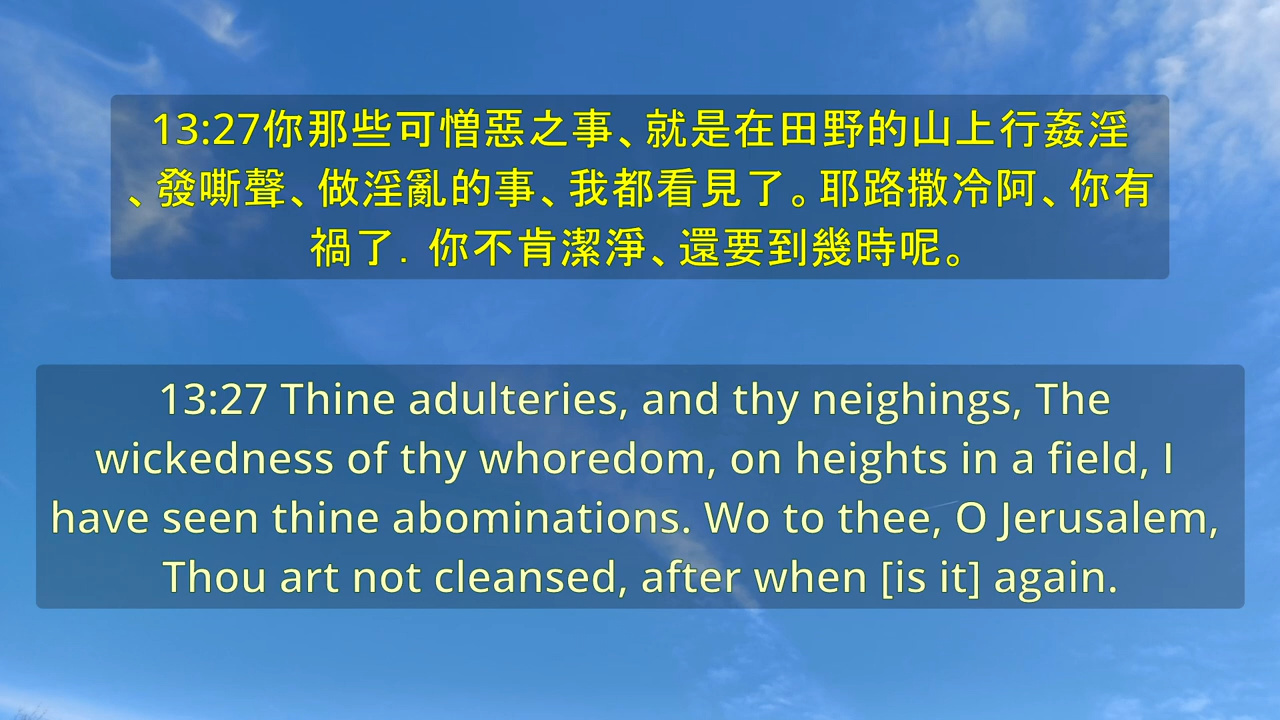 13:27你那些可憎惡之事、就是在田野的山上行姦淫
、發嘶聲、做淫亂的事、我都看見了。耶路撒冷阿、你有
禍了．你不肯潔淨、還要到幾時呢。
13:27 Thine adulteries, and thy neighings, The
wickedness of thy whoredom, on heights in a field, I
have seen thine abominations. Wo to thee, O Jerusalem,
Thou art not cleansed, after when [is it] again.